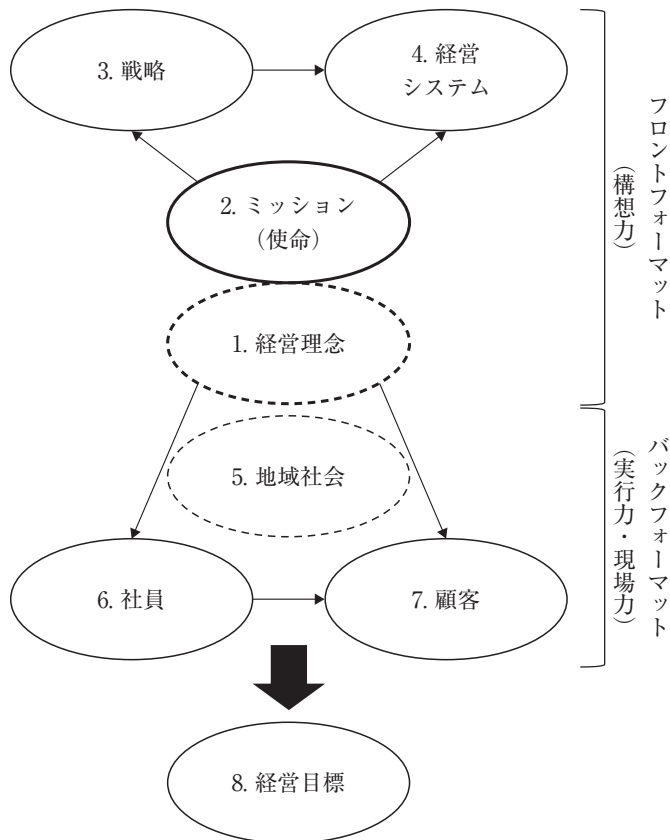 3. 戦略
4. 経営
システム
2. ミッション
（使命）
1. 経営理念
フロントフォーマット
（構想力）
5. 地域社会
6. 社員
7. 顧客
バックフォーマット
（実行力・現場力）
8. 経営目標